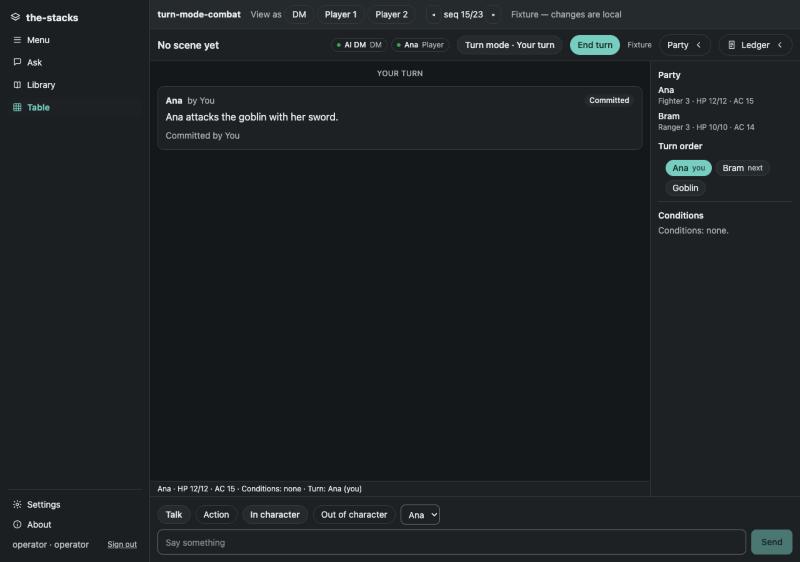 the-stacks
Menu
Ask
Library
Table
Settings
About
operator · operator
Sign out
turn-mode-combat View as DM Player 1 Player 2 seq 15/23 Fixture — changes are local
No scene yet AI DM DM Ana Player Turn mode · Your turn End turn Fixture Party Ledger
YOUR TURN
Ana by You Committed
Ana attacks the goblin with her sword.
Committed by You
Party
Ana
Fighter 3 · HP 12/12 · AC 15
Bram
Ranger 3 · HP 10/10 · AC 14
Turn order
Ana you Bram next
Goblin
Conditions
Conditions: none.
Ana · HP 12/12 · AC 15 · Conditions: none · Turn: Ana (you)
Talk Action In character Out of character Ana
Say something Send